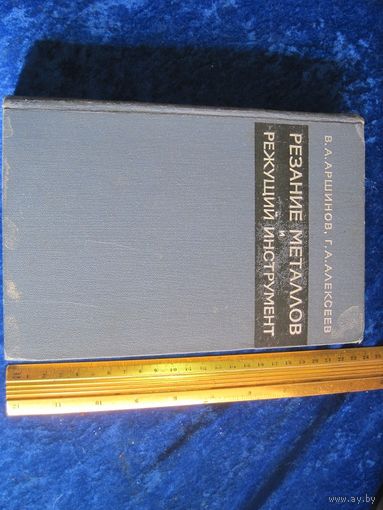 В.А.АРШИНОВ, Г.А.АЛЕКСЕЕВ
РЕЗАНИЕ МЕТАЛЛОВ
И
РЕЖУЩИЙ ИНСТРУМЕНТ
www.ay.by